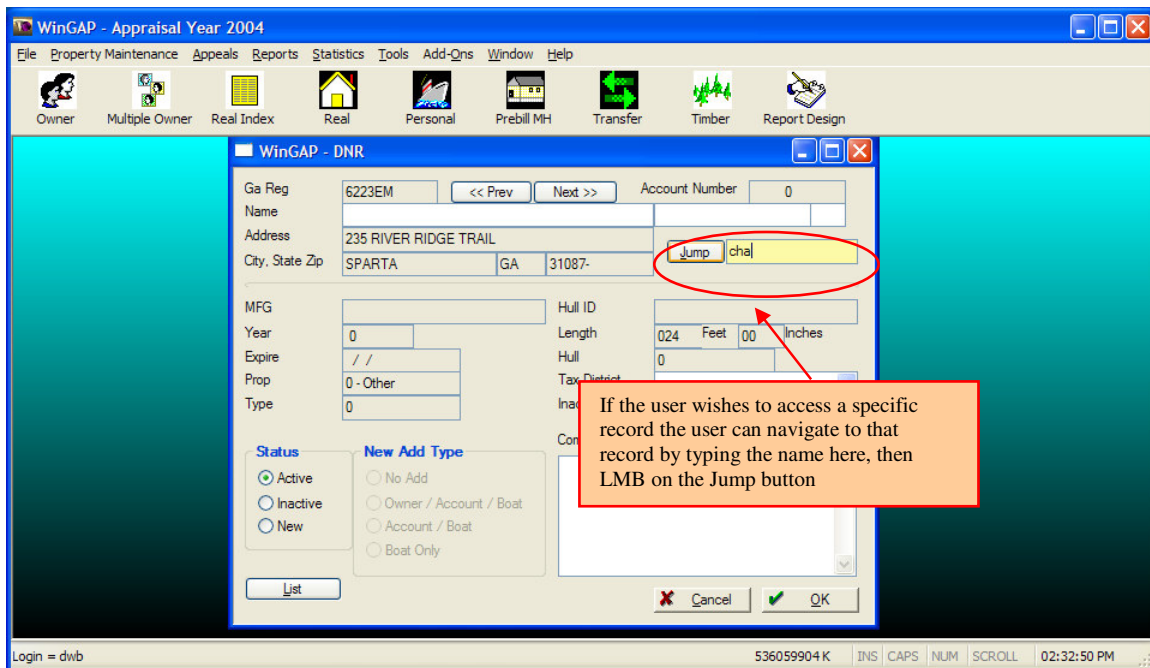 WinGAP - Appraisal Year 2004
File Property Maintenance Appeals Reports Statistics Tools Add-Ons Window Help
Owner Multiple Owner Real Index Real Personal Prebill MH Transfer Timber Report Design
WinGAP - DNR
Ga Reg 6223EM << Prev Next >> Account Number 0
Name
Address 235 RIVER RIDGE TRAIL
Jump cha
City, State Zip SPARTA GA 31087-
MFG Hull ID
Year 0 Length 024 Feet 00 Inches
Expire / / Hull 0
Prop 0 - Other Tax District
Type 0
If the user wishes to access a specific
record the user can navigate to that
record by typing the name here, then
LMB on the Jump button
Status New Add Type
Active No Add
Inactive Owner / Account / Boat
New Account / Boat
Boat Only
List Cancel OK
Login = dwb 536059904 K INS CAPS NUM SCROLL 02:32:50 PM